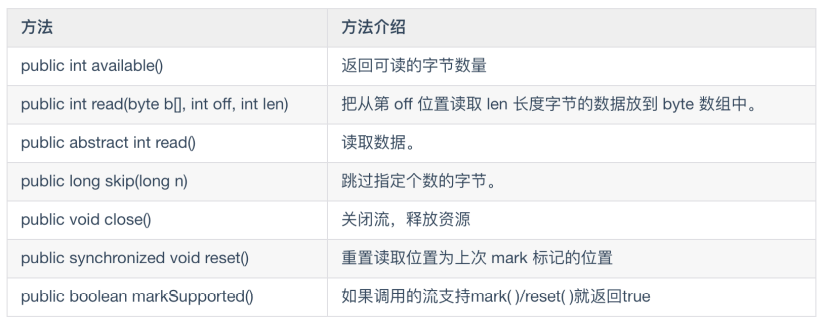 方法 方法介绍
public int available() 返回可读的字节数量
public int read(byte b[], int off, int len) 把从第 off 位置读取 len 长度字节的数据放到 byte 数组中。
public abstract int read() 读取数据。
public long skip(long n) 跳过指定个数的字节。
public void close() 关闭流，释放资源
public synchronized void reset() 重置读取位置为上次 mark 标记的位置
public boolean markSupported() 如果调用的流支持mark( )/reset( )就返回true